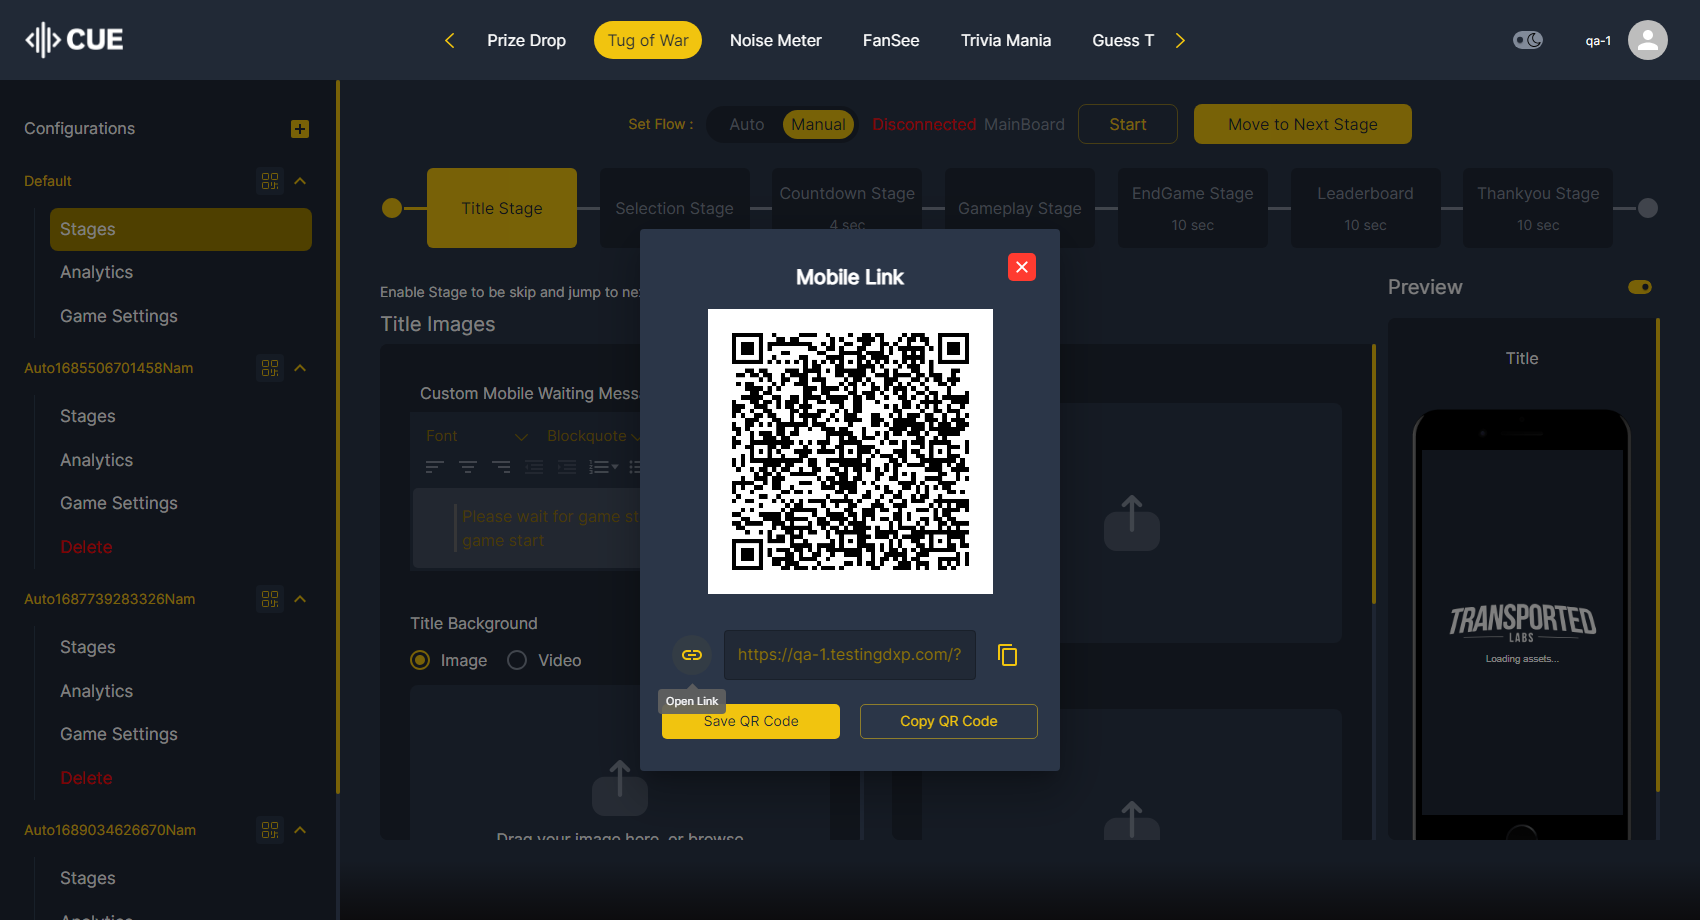 CUE
Prize Drop
Tug of War
Noise Meter
FanSee
Trivia Mania
Guess T
qa-1
Configurations
Default
Stages
Analytics
Game Settings
Auto1685506701458Nam
Stages
Analytics
Game Settings
Delete
Auto1687739283326Nam
Stages
Analytics
Game Settings
Delete
Auto1689034626670Nam
Stages
Analytics
Set Flow :
Auto
Manual
Disconnected MainBoard
Start
Move to Next Stage
Title Stage
Selection Stage
Countdown Stage
4 sec
Gameplay Stage
EndGame Stage
10 sec
Leaderboard
10 sec
Thankyou Stage
10 sec
Enable Stage to be skip and jump to ne
Title Images
Custom Mobile Waiting Mess
Font
Blockquote
Please wait for game st
game start
Title Background
Image
Video
Drag your image here, or browse
Mobile Link
https://qa-1.testingdxp.com/?
Open Link
Save QR Code
Copy QR Code
Preview
Title
TRANSPORTED
LABS
Loading assets...